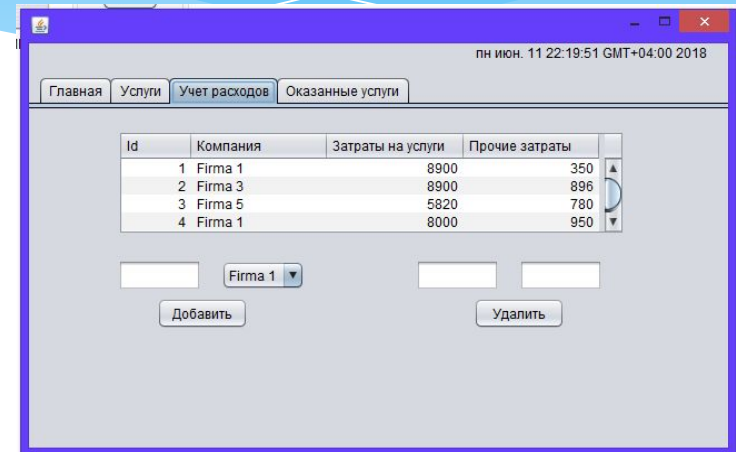 пн июн. 11 22:19:51 GMT+04:00 2018
Главная Услуги Учет расходов Оказанные услуги
Id Компания Затраты на услуги Прочие затраты
1 Firma 1 8900 350
2 Firma 3 8900 896
3 Firma 5 5820 780
4 Firma 1 8000 950
Firma 1
Добавить Удалить